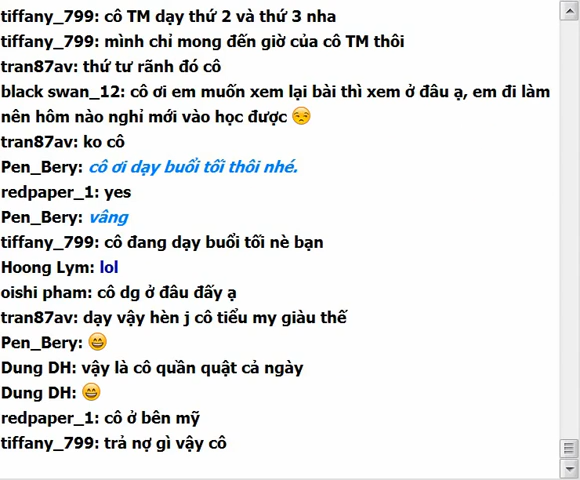 tiffany_799: cô TM dạy thứ 2 và thứ 3 nha
tiffany_799: mình chỉ mong đến giờ của cô TM thôi
tran87av: thứ tư rãnh đó cô
black swan_12: cô ơi em muốn xem lại bài thì xem ở đâu ạ, em đi làm
nên hôm nào nghỉ mới vào học được 😒
tran87av: ko cô
Pen_Bery: cô ơi dạy buổi tối thôi nhé.
redpaper_1: yes
Pen_Bery: vâng
tiffany_799: cô đang dạy buổi tối nè bạn
Hoong Lym: lol
oishi pham: cô dg ở đâu đấy ạ
tran87av: dạy vậy hèn j cô tiểu my giàu thế
Pen_Bery: 😄
Dung DH: vậy là cô quần quật cả ngày
Dung DH: 😄
redpaper_1: cô ở bên mỹ
tiffany_799: trả nợ gì vậy cô